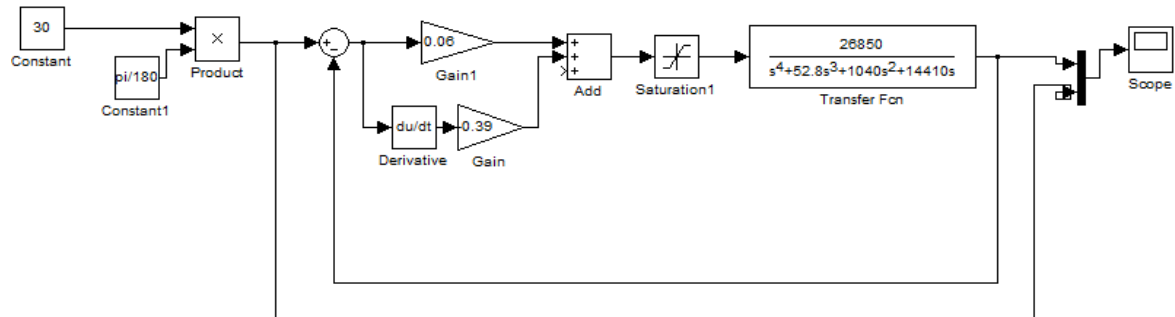 30
Constant
pi/180
Constant1
×
Product
+
−
0.06
Gain1
du/dt
Derivative
0.39
Gain
+
+
+
Add
Saturation1
26850
s⁴+52.8s³+1040s²+14410s
Transfer Fcn
Scope